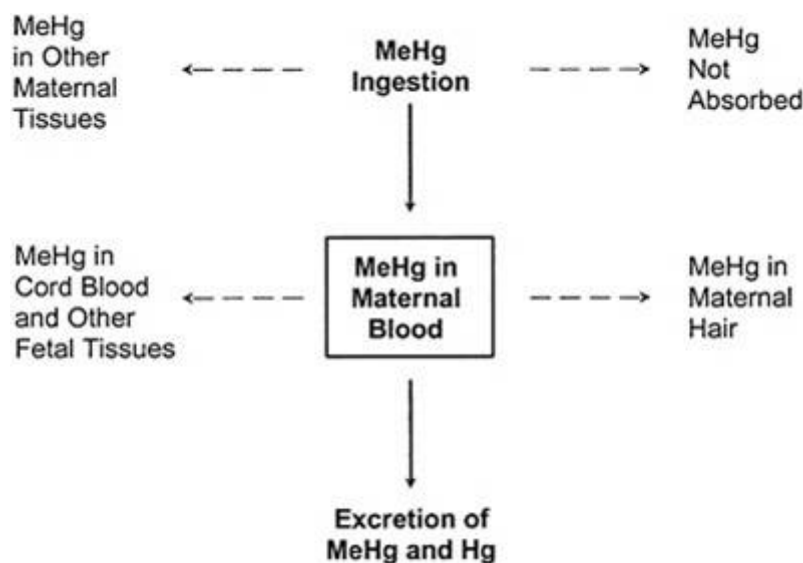 MeHg
in Other
Maternal
Tissues
MeHg
Ingestion
MeHg
Not
Absorbed
MeHg in
Cord Blood
and Other
Fetal Tissues
MeHg in
Maternal
Blood
MeHg in
Maternal
Hair
Excretion of
MeHg and Hg